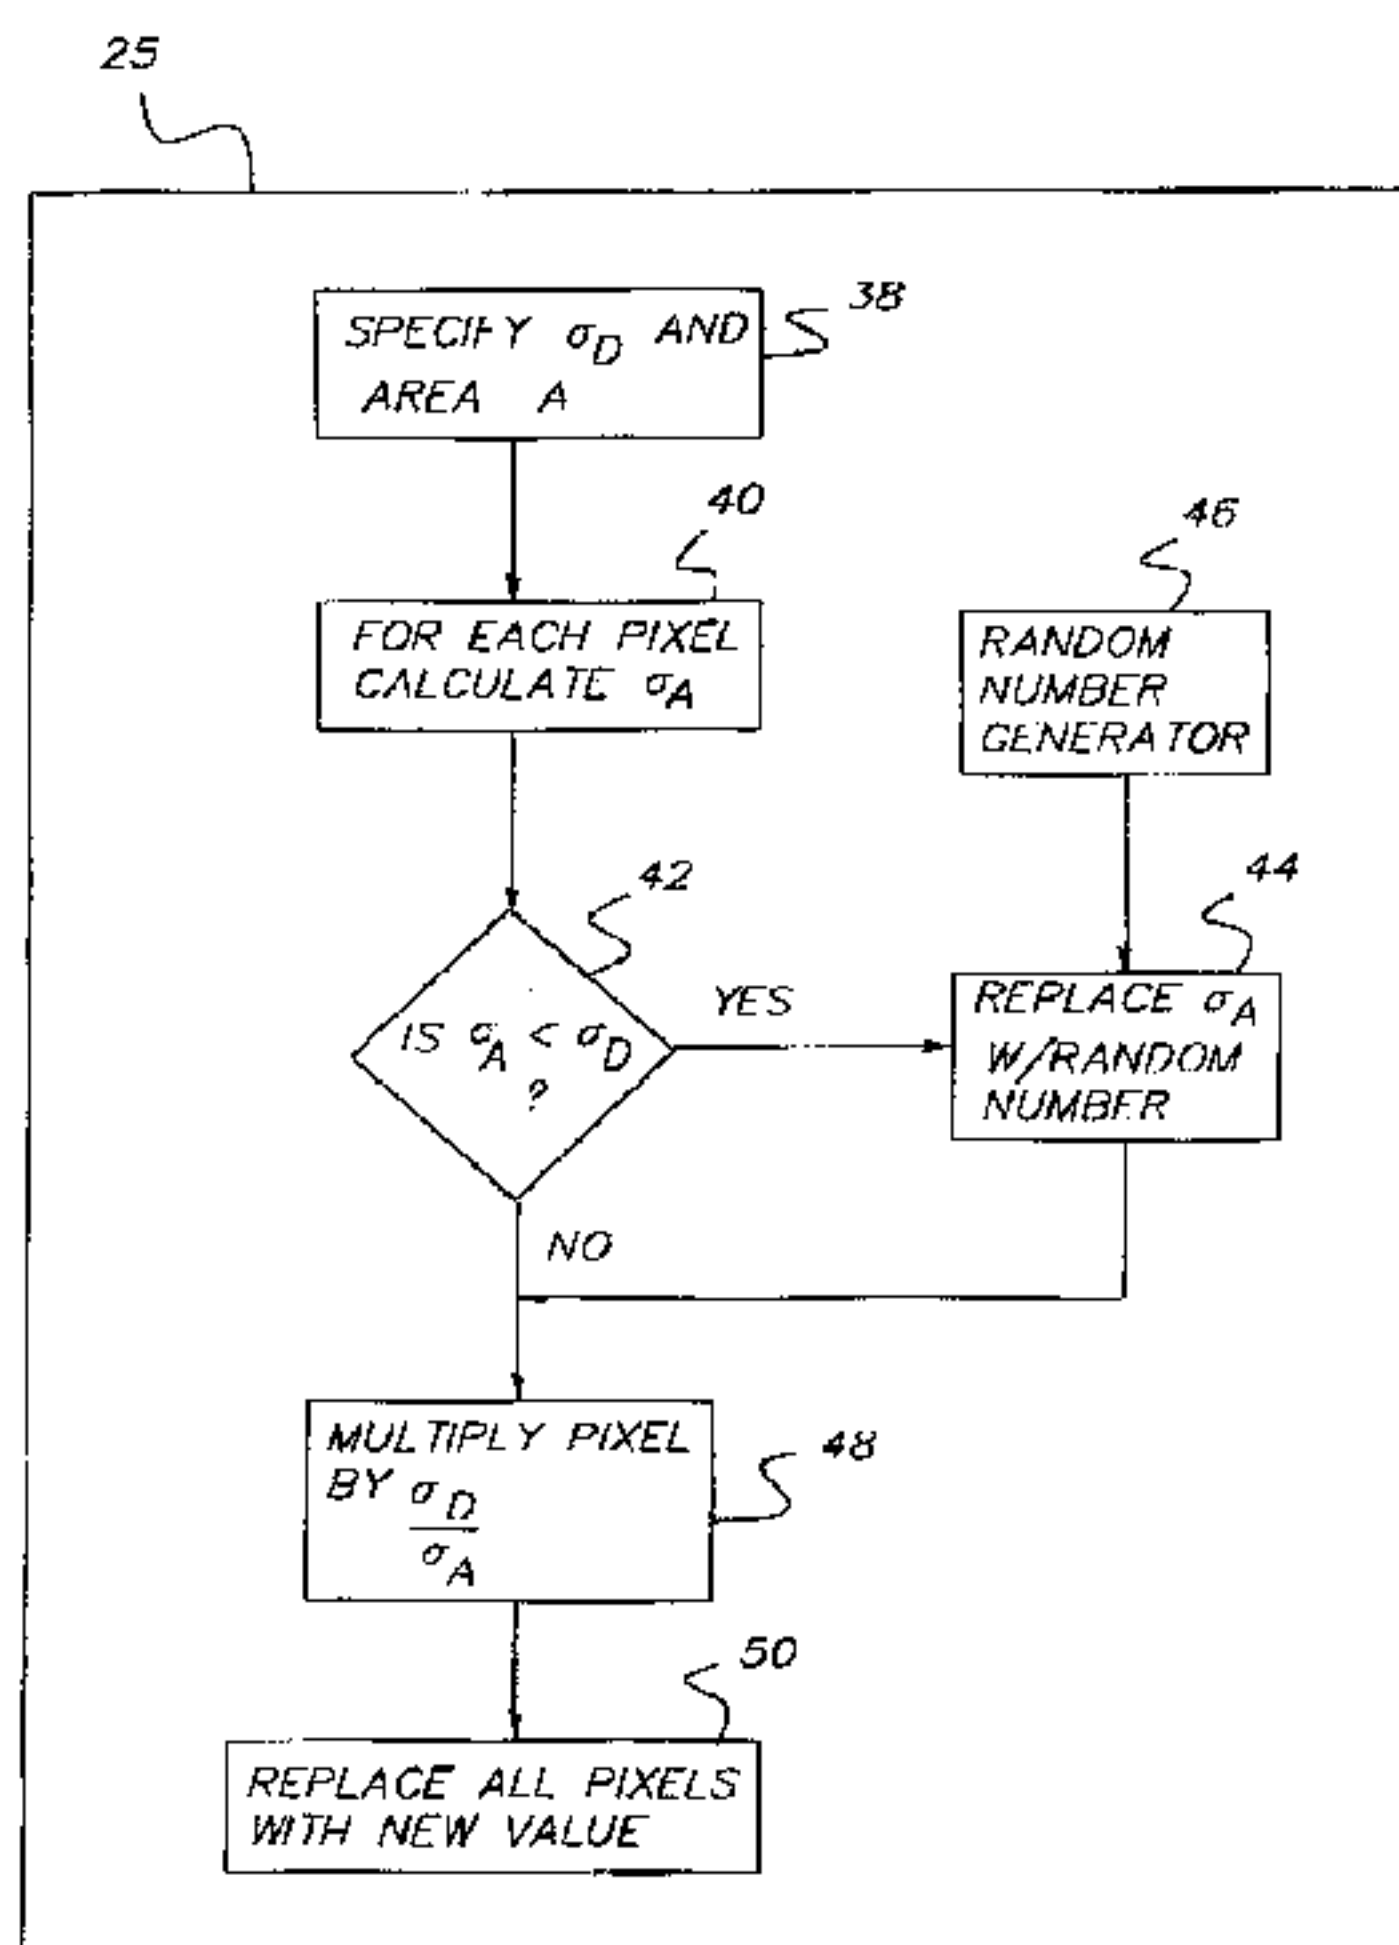 25
38
SPECIFY σD AND
AREA A
40
FOR EACH PIXEL
CALCULATE σA
46
RANDOM
NUMBER
GENERATOR
42
IS σA < σD
?
YES
44
REPLACE σA
W/RANDOM
NUMBER
NO
48
MULTIPLY PIXEL
BY σD
σA
50
REPLACE ALL PIXELS
WITH NEW VALUE